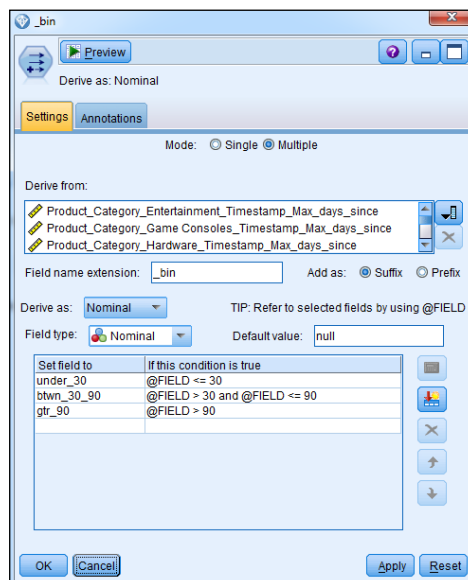 _bin
Preview
Derive as: Nominal
Settings Annotations
Mode: Single Multiple
Derive from:
Product_Category_Entertainment_Timestamp_Max_days_since
Product_Category_Game Consoles_Timestamp_Max_days_since
Product_Category_Hardware_Timestamp_Max_days_since
Field name extension: _bin Add as: Suffix Prefix
Derive as: Nominal TIP: Refer to selected fields by using @FIELD
Field type: Nominal Default value: null
Set field to If this condition is true
under_30 @FIELD <= 30
btwn_30_90 @FIELD > 30 and @FIELD <= 90
gtr_90 @FIELD > 90
OK Cancel Apply Reset